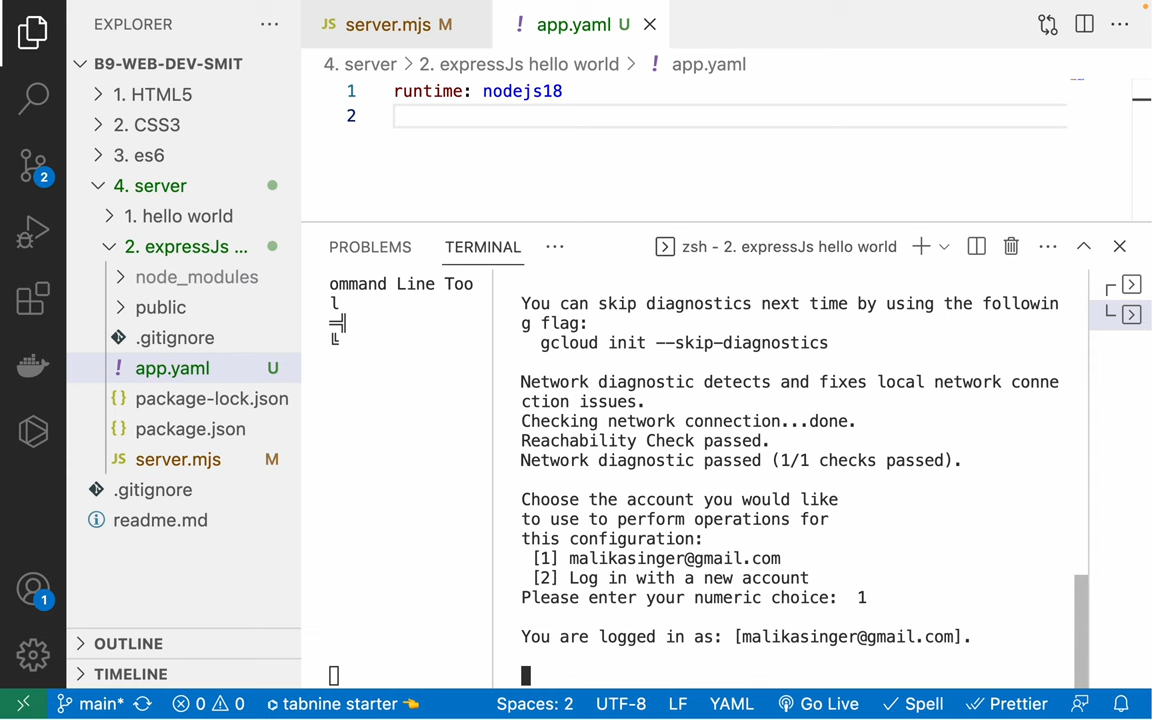 EXPLORER
B9-WEB-DEV-SMIT
1. HTML5
2. CSS3
3. es6
4. server
1. hello world
2. expressJs ...
node_modules
public
.gitignore
app.yaml U
package-lock.json
package.json
JS server.mjs M
.gitignore
readme.md
OUTLINE
TIMELINE
2
1
JS server.mjs M
! app.yaml U
4. server > 2. expressJs hello world > ! app.yaml
1 runtime: nodejs18
2
PROBLEMS TERMINAL
zsh - 2. expressJs hello world
ommand Line Too
l
You can skip diagnostics next time by using the followin
g flag:
gcloud init --skip-diagnostics
Network diagnostic detects and fixes local network conne
ction issues.
Checking network connection...done.
Reachability Check passed.
Network diagnostic passed (1/1 checks passed).
Choose the account you would like
to use to perform operations for
this configuration:
[1] malikasinger@gmail.com
[2] Log in with a new account
Please enter your numeric choice: 1
You are logged in as: [malikasinger@gmail.com].
main* 0 0 tabnine starter Spaces: 2 UTF-8 LF YAML Go Live Spell Prettier